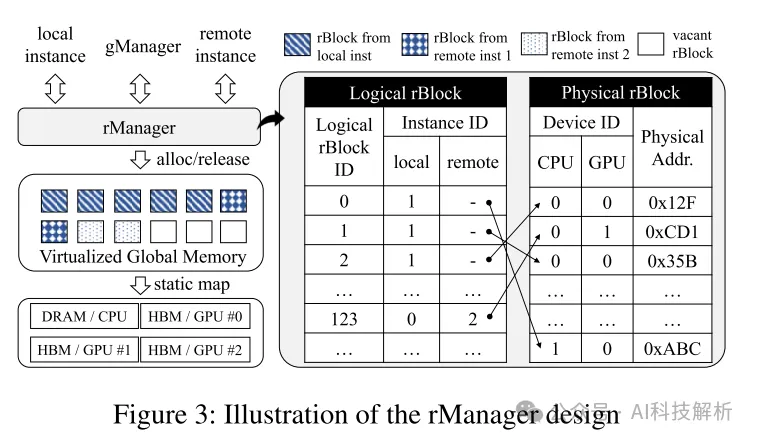 local instance
gManager
remote instance
rBlock from local inst
rBlock from remote inst 1
rBlock from remote inst 2
vacant rBlock
rManager
alloc/release
Virtualized Global Memory
static map
DRAM / CPU
HBM / GPU #0
HBM / GPU #1
HBM / GPU #2
Logical rBlock
Logical rBlock ID
Instance ID
local
remote
0 1 -
1 1 -
2 1 -
... ... ...
123 0 2
... ... ...
Physical rBlock
Device ID
Physical Addr.
CPU
GPU
0 0 0x12F
0 1 0xCD1
0 0 0x35B
... ... ...
... ... ...
1 0 0xABC
Figure 3: Illustration of the rManager design
公众号 · AI科技解析